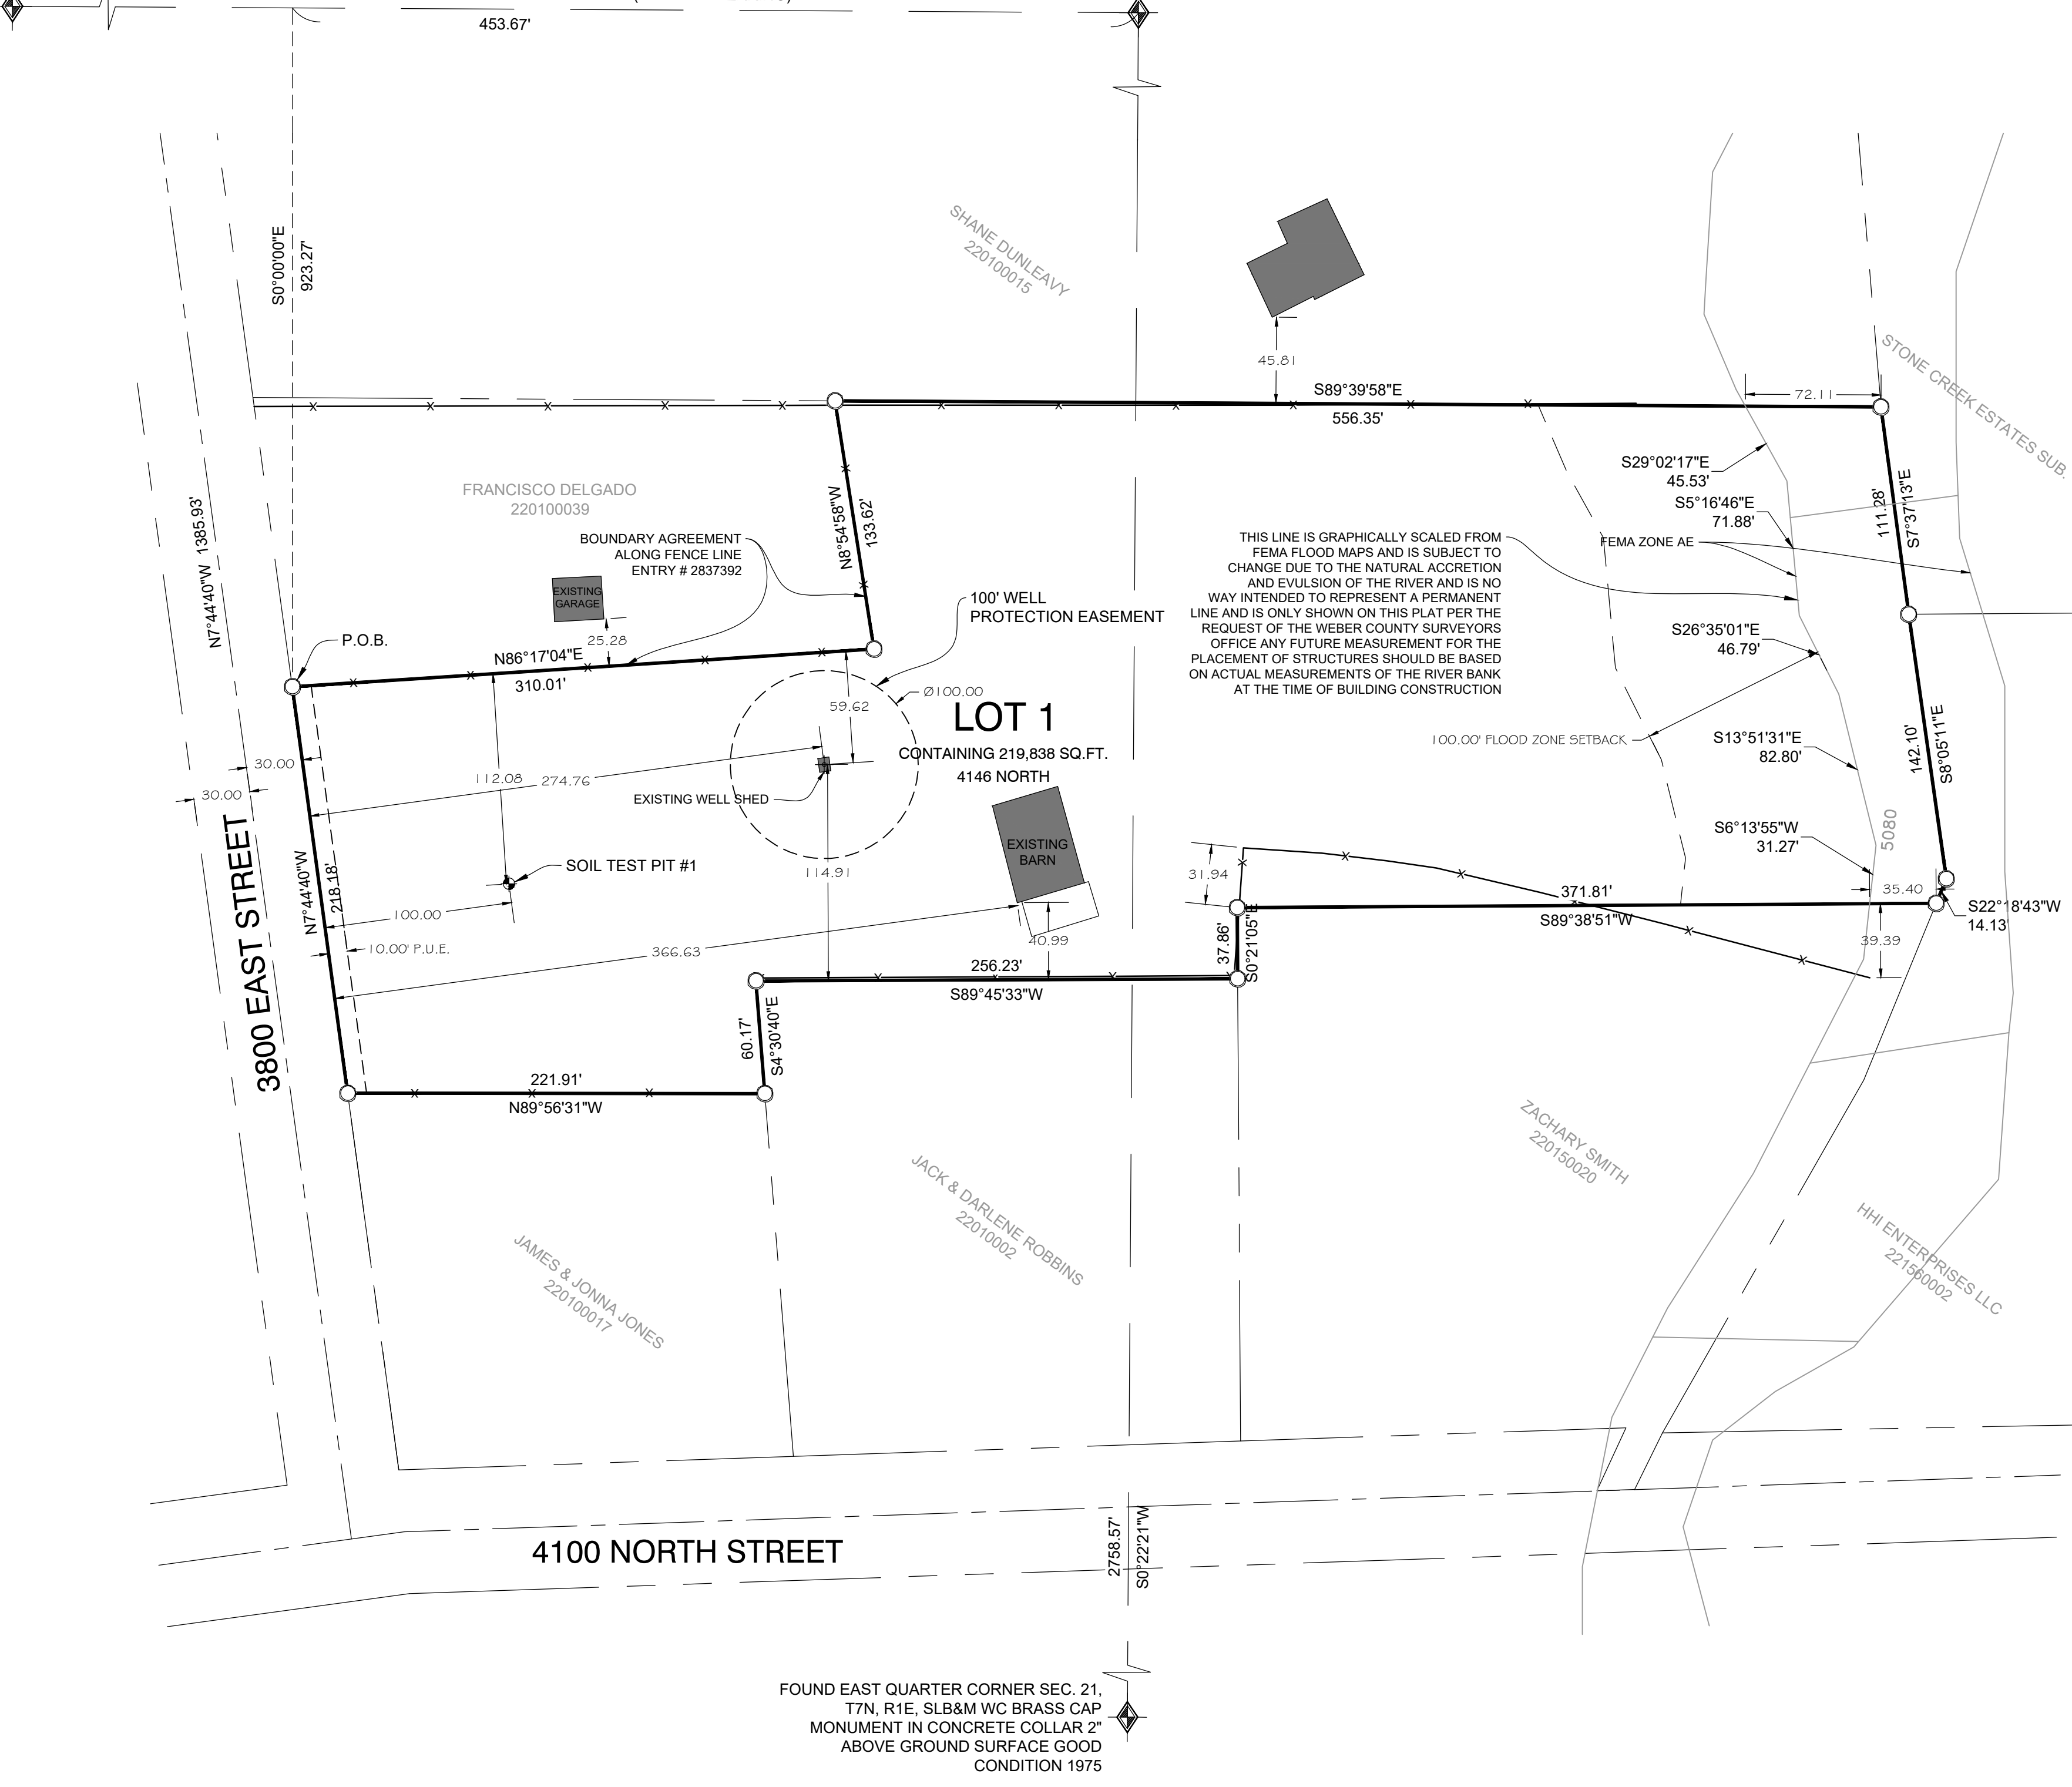 453.67'
S0°00'00"E
923.27'
SHANE DUNLEAVY
220100015
45.81
S89°39'58"E
556.35'
72.11
STONE CREEK ESTATES SUB.
N7°44'40"W 1385.93'
FRANCISCO DELGADO
220100039
BOUNDARY AGREEMENT
ALONG FENCE LINE
ENTRY # 2837392
N8°54'58"W
133.62'
EXISTING
GARAGE
25.28
P.O.B.
N86°17'04"E
310.01'
100' WELL
PROTECTION EASEMENT
Ø100.00
59.62
LOT 1
CONTAINING 219,838 SQ.FT.
4146 NORTH
THIS LINE IS GRAPHICALLY SCALED FROM
FEMA FLOOD MAPS AND IS SUBJECT TO
CHANGE DUE TO THE NATURAL ACCRETION
AND EVULSION OF THE RIVER AND IS NO
WAY INTENDED TO REPRESENT A PERMANENT
LINE AND IS ONLY SHOWN ON THIS PLAT PER THE
REQUEST OF THE WEBER COUNTY SURVEYORS
OFFICE ANY FUTURE MEASUREMENT FOR THE
PLACEMENT OF STRUCTURES SHOULD BE BASED
ON ACTUAL MEASUREMENTS OF THE RIVER BANK
AT THE TIME OF BUILDING CONSTRUCTION
S29°02'17"E
45.53'
S5°16'46"E
71.88'
FEMA ZONE AE
111.28'
S7°37'13"E
S26°35'01"E
46.79'
100.00' FLOOD ZONE SETBACK
S13°51'31"E
82.80'
142.10'
S8°05'11"E
S6°13'55"W
31.27'
5080
30.00
30.00
112.08
274.76
EXISTING WELL SHED
SOIL TEST PIT #1
114.91
EXISTING
BARN
31.94
371.81'
S89°38'51"W
35.40
S22°18'43"W
14.13'
39.39
3800 EAST STREET
N7°44'40"W
218.18'
100.00
10.00' P.U.E.
366.63
40.99
37.86'
S0°21'05"E
256.23'
S89°45'33"W
60.17'
S4°30'40"E
221.91'
N89°56'31"W
JAMES & JONNA JONES
220100017
JACK & DARLENE ROBBINS
22010002
ZACHARY SMITH
220150020
HHI ENTERPRISES LLC
221560002
4100 NORTH STREET
2758.57'
S0°22'21"W
FOUND EAST QUARTER CORNER SEC. 21,
T7N, R1E, SLB&M WC BRASS CAP
MONUMENT IN CONCRETE COLLAR 2"
ABOVE GROUND SURFACE GOOD
CONDITION 1975